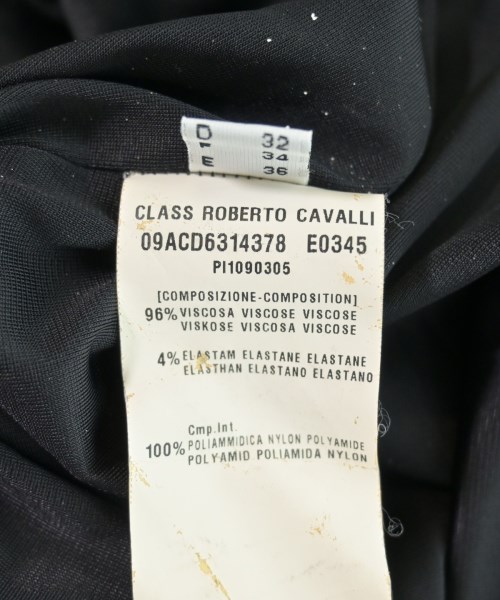 D 32
F 34
E 36
CLASS ROBERTO CAVALLI
09ACD6314378 E0345
PI1090305
[COMPOSIZIONE-COMPOSITION]
96% VISCOSA VISCOSE VISCOSE
VISKOSE VISCOSA VISCOSE
4% ELASTAM ELASTANE ELASTANE
ELASTHAN ELASTANO ELASTANO
Cmp.Int.
100% POLIAMMIDICA NYLON POLYAMIDE
POLYAMID POLIAMIDA NYLON